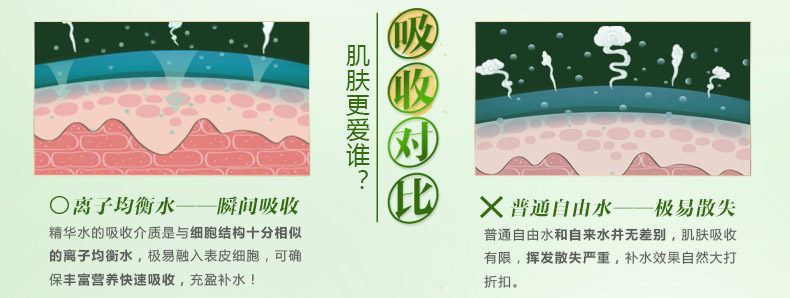 肌肤更爱谁？
吸收对比
○离子均衡水——瞬间吸收
精华水的吸收介质是与细胞结构十分相似
的离子均衡水，极易融入表皮细胞，可确
保丰富营养快速吸收，充盈补水！
×普通自由水——极易散失
普通自由水和自来水并无差别，肌肤吸收
有限，挥发散失严重，补水效果自然大打
折扣。